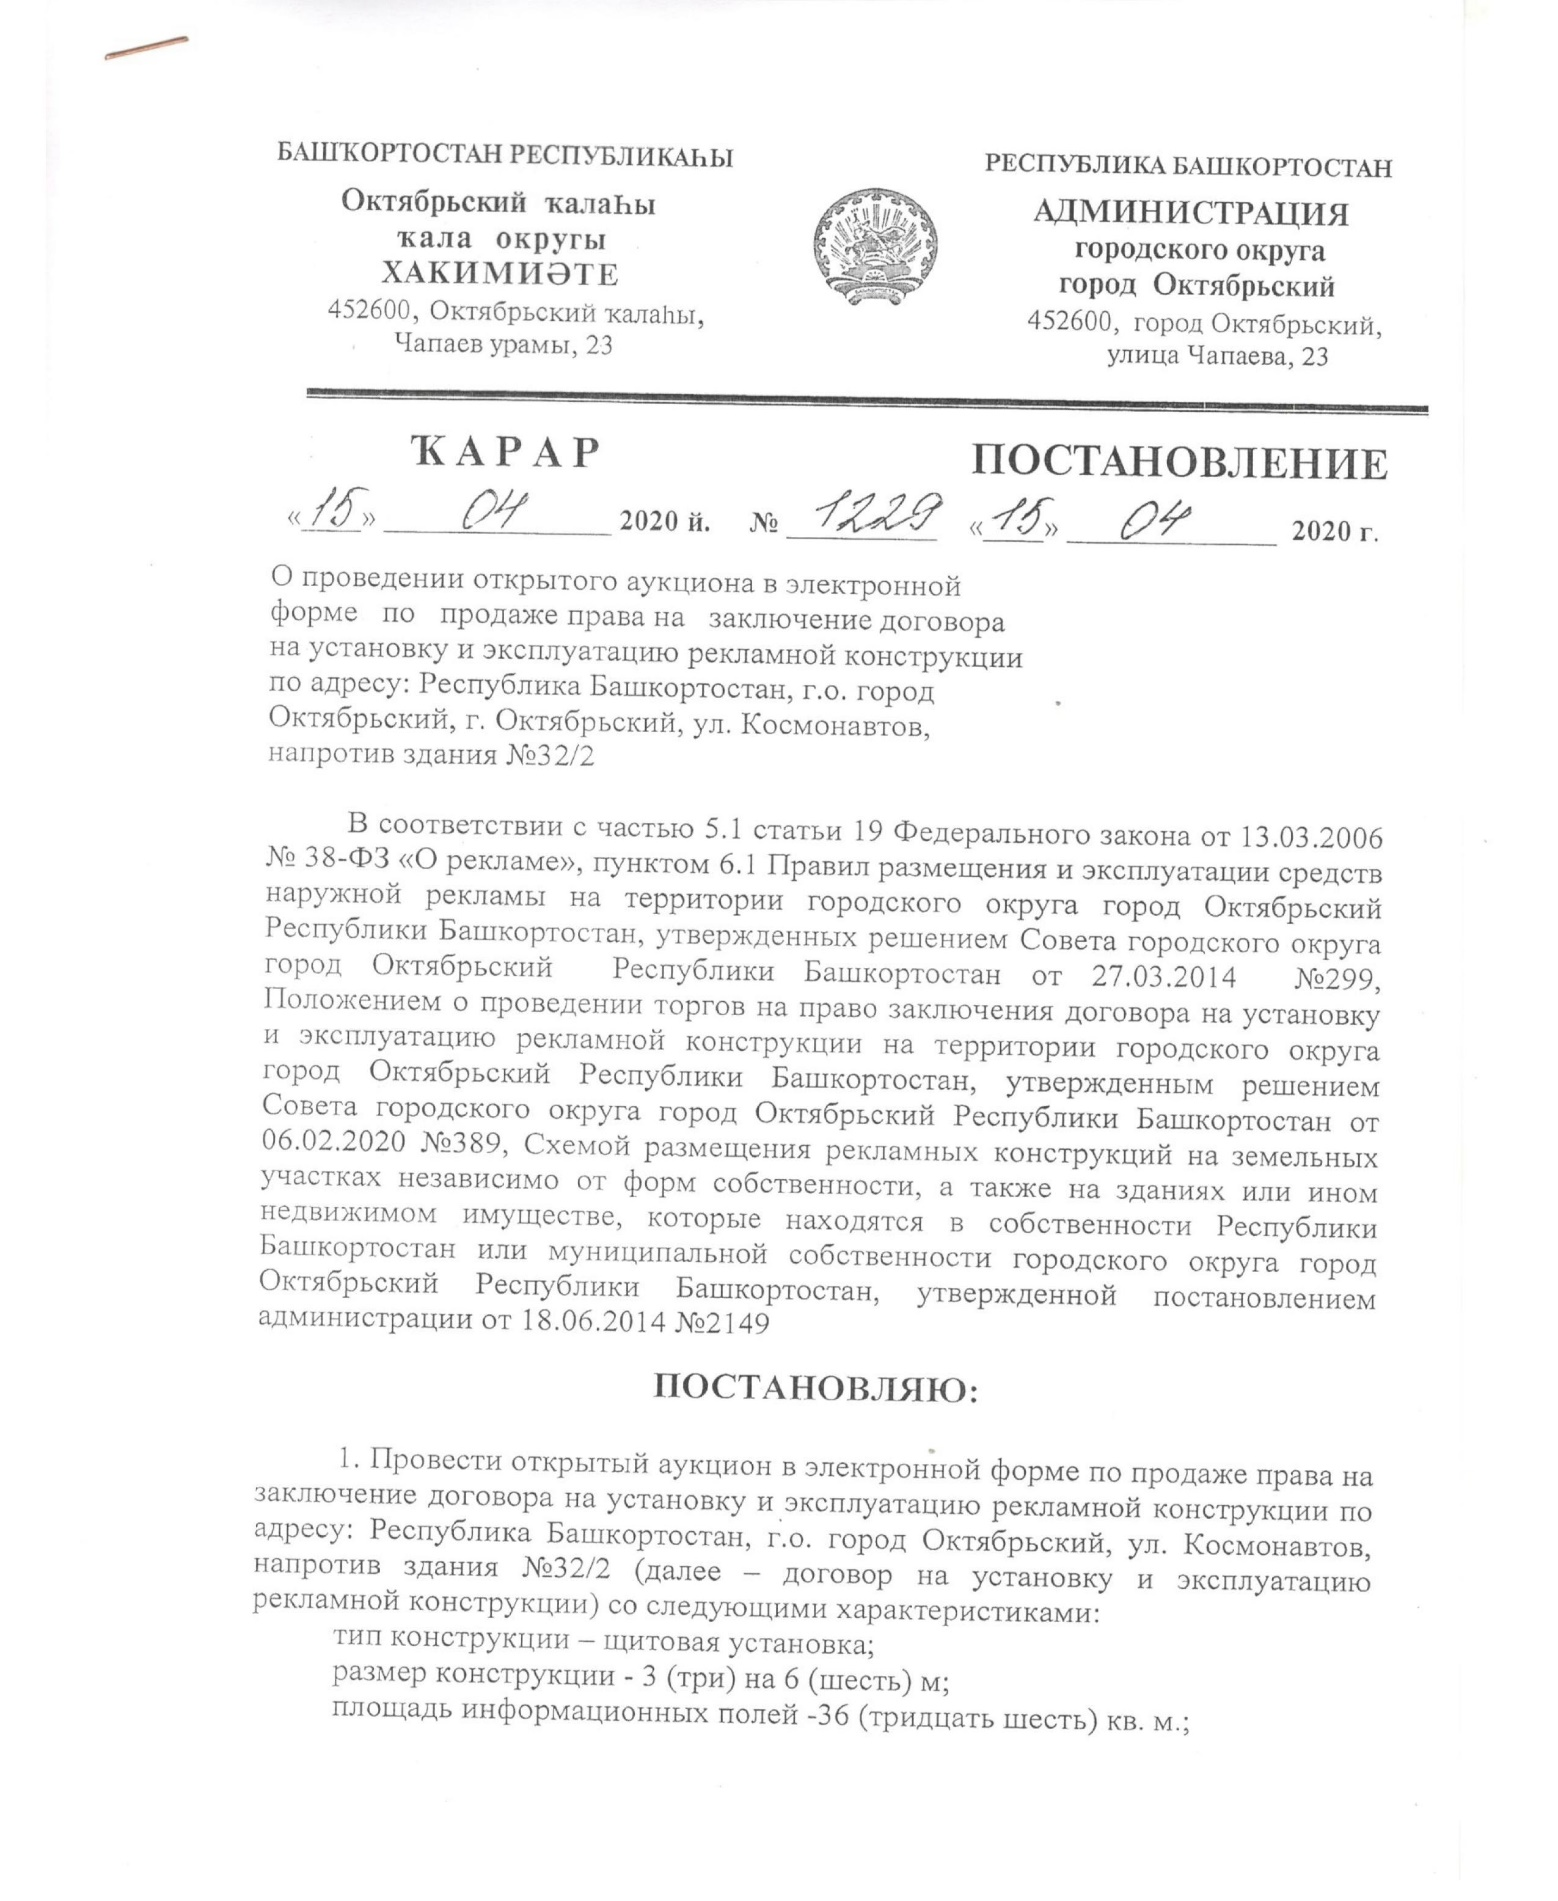 БАШҠОРТОСТАН РЕСПУБЛИКАҺЫ
Октябрьский ҡалаҺы
ҡала округы
ХАКИМИӘТЕ
452600, Октябрьский ҡалаһы,
Чапаев урамы, 23
РЕСПУБЛИКА БАШКОРТОСТАН
АДМИНИСТРАЦИЯ
городского округа
город Октябрьский
452600, город Октябрьский,
улица Чапаева, 23
ҠАРАР ПОСТАНОВЛЕНИЕ
«15» 04 2020 й. № 1229 «15» 04 2020 г.
О проведении открытого аукциона в электронной
форме по продаже права на заключение договора
на установку и эксплуатацию рекламной конструкции
по адресу: Республика Башкортостан, г.о. город
Октябрьский, г. Октябрьский, ул. Космонавтов,
напротив здания №32/2
В соответствии с частью 5.1 статьи 19 Федерального закона от 13.03.2006
№ 38-ФЗ «О рекламе», пунктом 6.1 Правил размещения и эксплуатации средств
наружной рекламы на территории городского округа город Октябрьский
Республики Башкортостан, утвержденных решением Совета городского округа
город Октябрьский Республики Башкортостан от 27.03.2014 №299,
Положением о проведении торгов на право заключения договора на установку
и эксплуатацию рекламной конструкции на территории городского округа
город Октябрьский Республики Башкортостан, утвержденным решением
Совета городского округа город Октябрьский Республики Башкортостан от
06.02.2020 №389, Схемой размещения рекламных конструкций на земельных
участках независимо от форм собственности, а также на зданиях или ином
недвижимом имуществе, которые находятся в собственности Республики
Башкортостан или муниципальной собственности городского округа город
Октябрьский Республики Башкортостан, утвержденной постановлением
администрации от 18.06.2014 №2149
ПОСТАНОВЛЯЮ:
1. Провести открытый аукцион в электронной форме по продаже права на
заключение договора на установку и эксплуатацию рекламной конструкции по
адресу: Республика Башкортостан, г.о. город Октябрьский, ул. Космонавтов,
напротив здания №32/2 (далее – договор на установку и эксплуатацию
рекламной конструкции) со следующими характеристиками:
тип конструкции – щитовая установка;
размер конструкции - 3 (три) на 6 (шесть) м;
площадь информационных полей -36 (тридцать шесть) кв. м.;